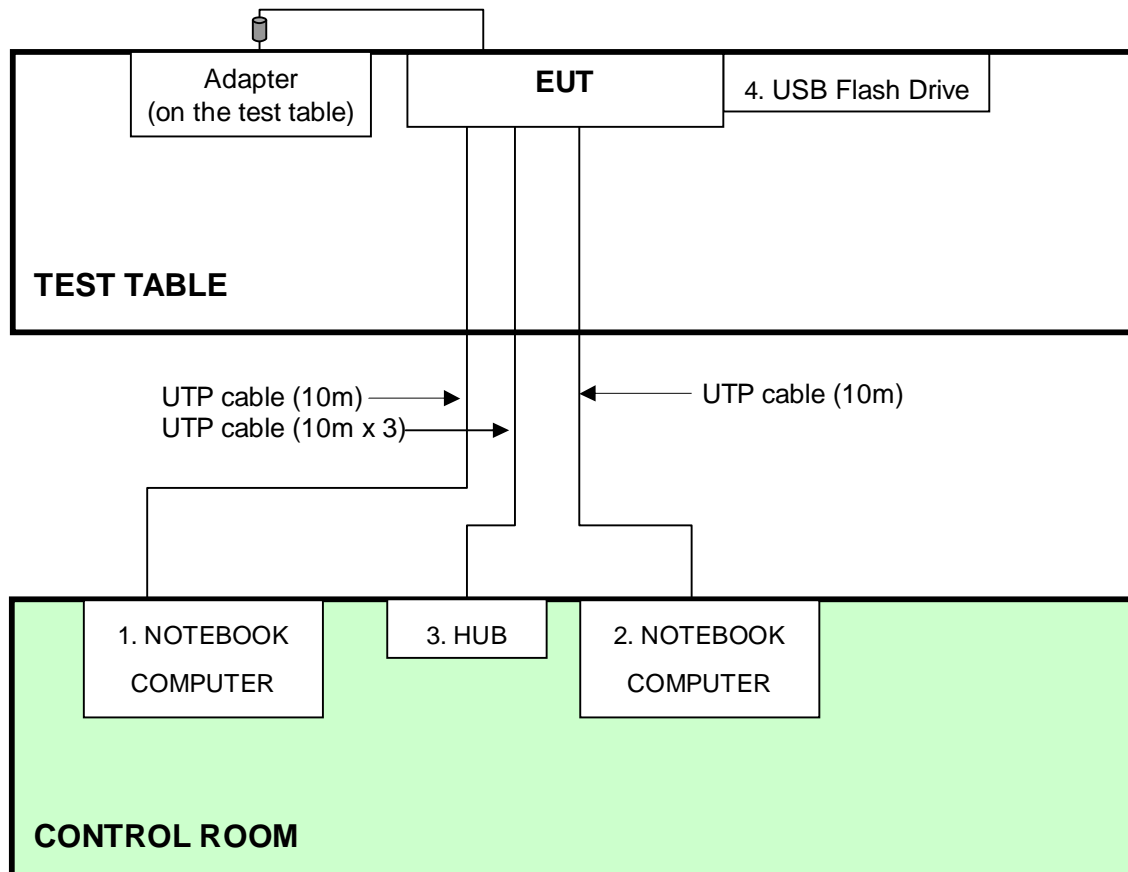 Adapter
(on the test table)
EUT
4. USB Flash Drive
TEST TABLE
UTP cable (10m)
UTP cable (10m x 3)
UTP cable (10m)
1. NOTEBOOK
COMPUTER
3. HUB
2. NOTEBOOK
COMPUTER
CONTROL ROOM